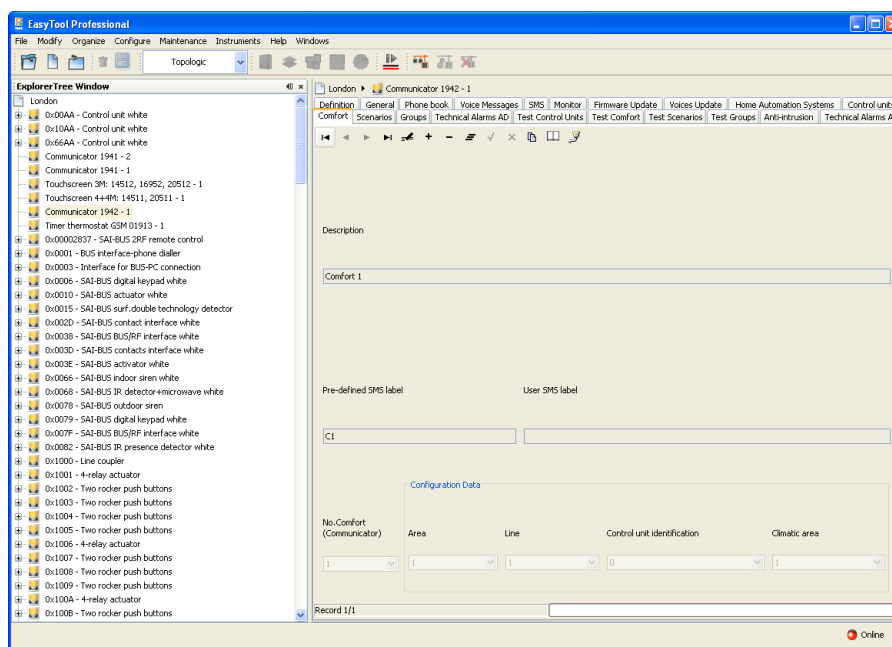 EasyTool Professional
File Modify Organize Configure Maintenance Instruments Help Windows
Topologic
ExplorerTree Window
London
0x00AA - Control unit white
0x10AA - Control unit white
0x66AA - Control unit white
Communicator 1941 - 2
Communicator 1941 - 1
Touchscreen 3M: 14512, 16952, 20512 - 1
Touchscreen 4+4M: 14511, 20511 - 1
Communicator 1942 - 1
Timer thermostat GSM 01913 - 1
0x00002837 - SAI-BUS 2RF remote control
0x0001 - BUS interface-phone dialler
0x0003 - Interface for BUS-PC connection
0x0006 - SAI-BUS digital keypad white
0x0010 - SAI-BUS actuator white
0x0015 - SAI-BUS surf.double technology detector
0x002D - SAI-BUS contact interface white
0x0038 - SAI-BUS BUS/RF interface white
0x003D - SAI-BUS contacts interface white
0x003E - SAI-BUS activator white
0x0066 - SAI-BUS indoor siren white
0x0068 - SAI-BUS IR detector+microwave white
0x0078 - SAI-BUS outdoor siren
0x0079 - SAI-BUS digital keypad white
0x007F - SAI-BUS BUS/RF interface white
0x0082 - SAI-BUS IR presence detector white
0x1000 - Line coupler
0x1001 - 4-relay actuator
0x1002 - Two rocker push buttons
0x1003 - Two rocker push buttons
0x1004 - Two rocker push buttons
0x1005 - Two rocker push buttons
0x1006 - 4-relay actuator
0x1007 - Two rocker push buttons
0x1008 - Two rocker push buttons
0x1009 - Two rocker push buttons
0x100A - 4-relay actuator
0x100B - Two rocker push buttons
London Communicator 1942 - 1
Definition General Phone book Voice Messages SMS Monitor Firmware Update Voices Update Home Automation Systems Control units
Comfort Scenarios Groups Technical Alarms AD Test Control Units Test Comfort Test Scenarios Test Groups Anti-intrusion Technical Alarms A
Description
Comfort 1
Pre-defined SMS label User SMS label
C1
Configuration Data
No.Comfort
(Communicator) Area Line Control unit identification Climatic area
1 1 1 0 1
Record 1/1
Online